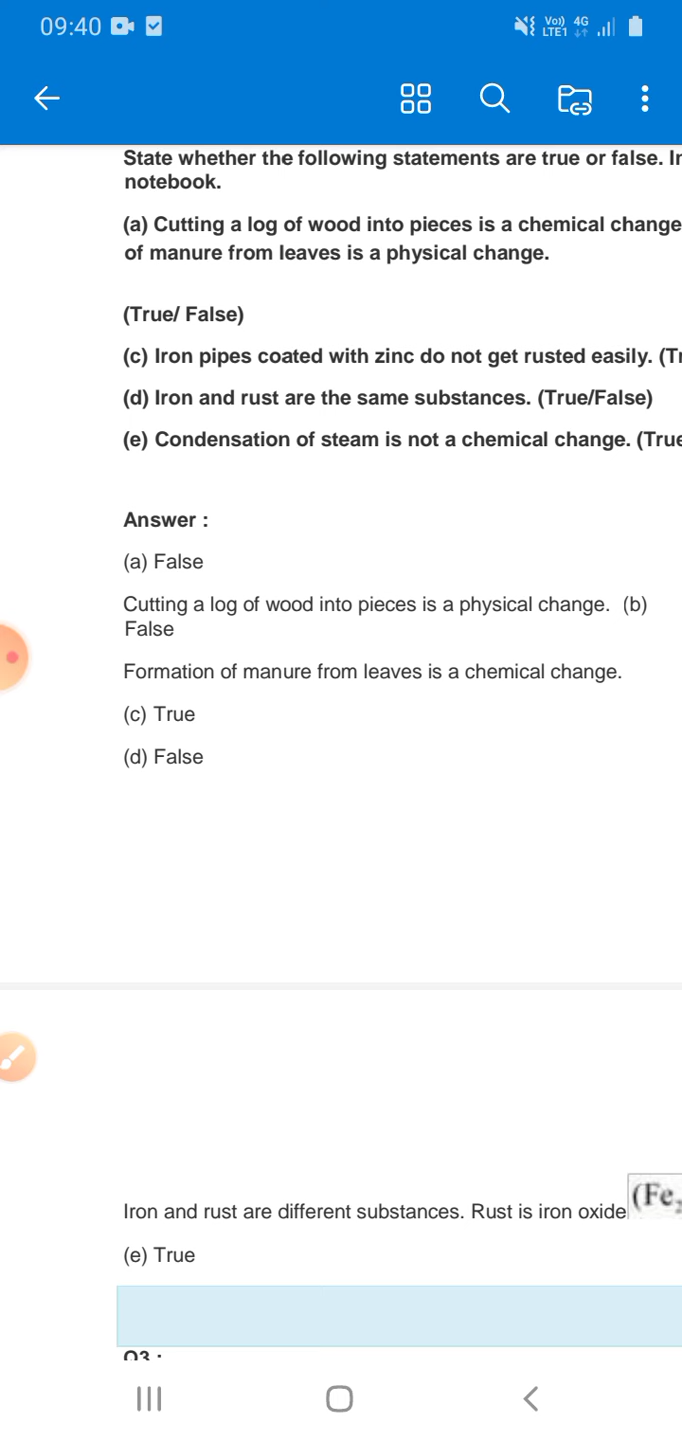 09:40
Vo)) 4G
LTE1
State whether the following statements are true or false. In
notebook.
(a) Cutting a log of wood into pieces is a chemical change
of manure from leaves is a physical change.
(True/ False)
(c) Iron pipes coated with zinc do not get rusted easily. (Tr
(d) Iron and rust are the same substances. (True/False)
(e) Condensation of steam is not a chemical change. (True
Answer :
(a) False
Cutting a log of wood into pieces is a physical change. (b)
False
Formation of manure from leaves is a chemical change.
(c) True
(d) False
Iron and rust are different substances. Rust is iron oxide (Fe₂
(e) True
Q3 :